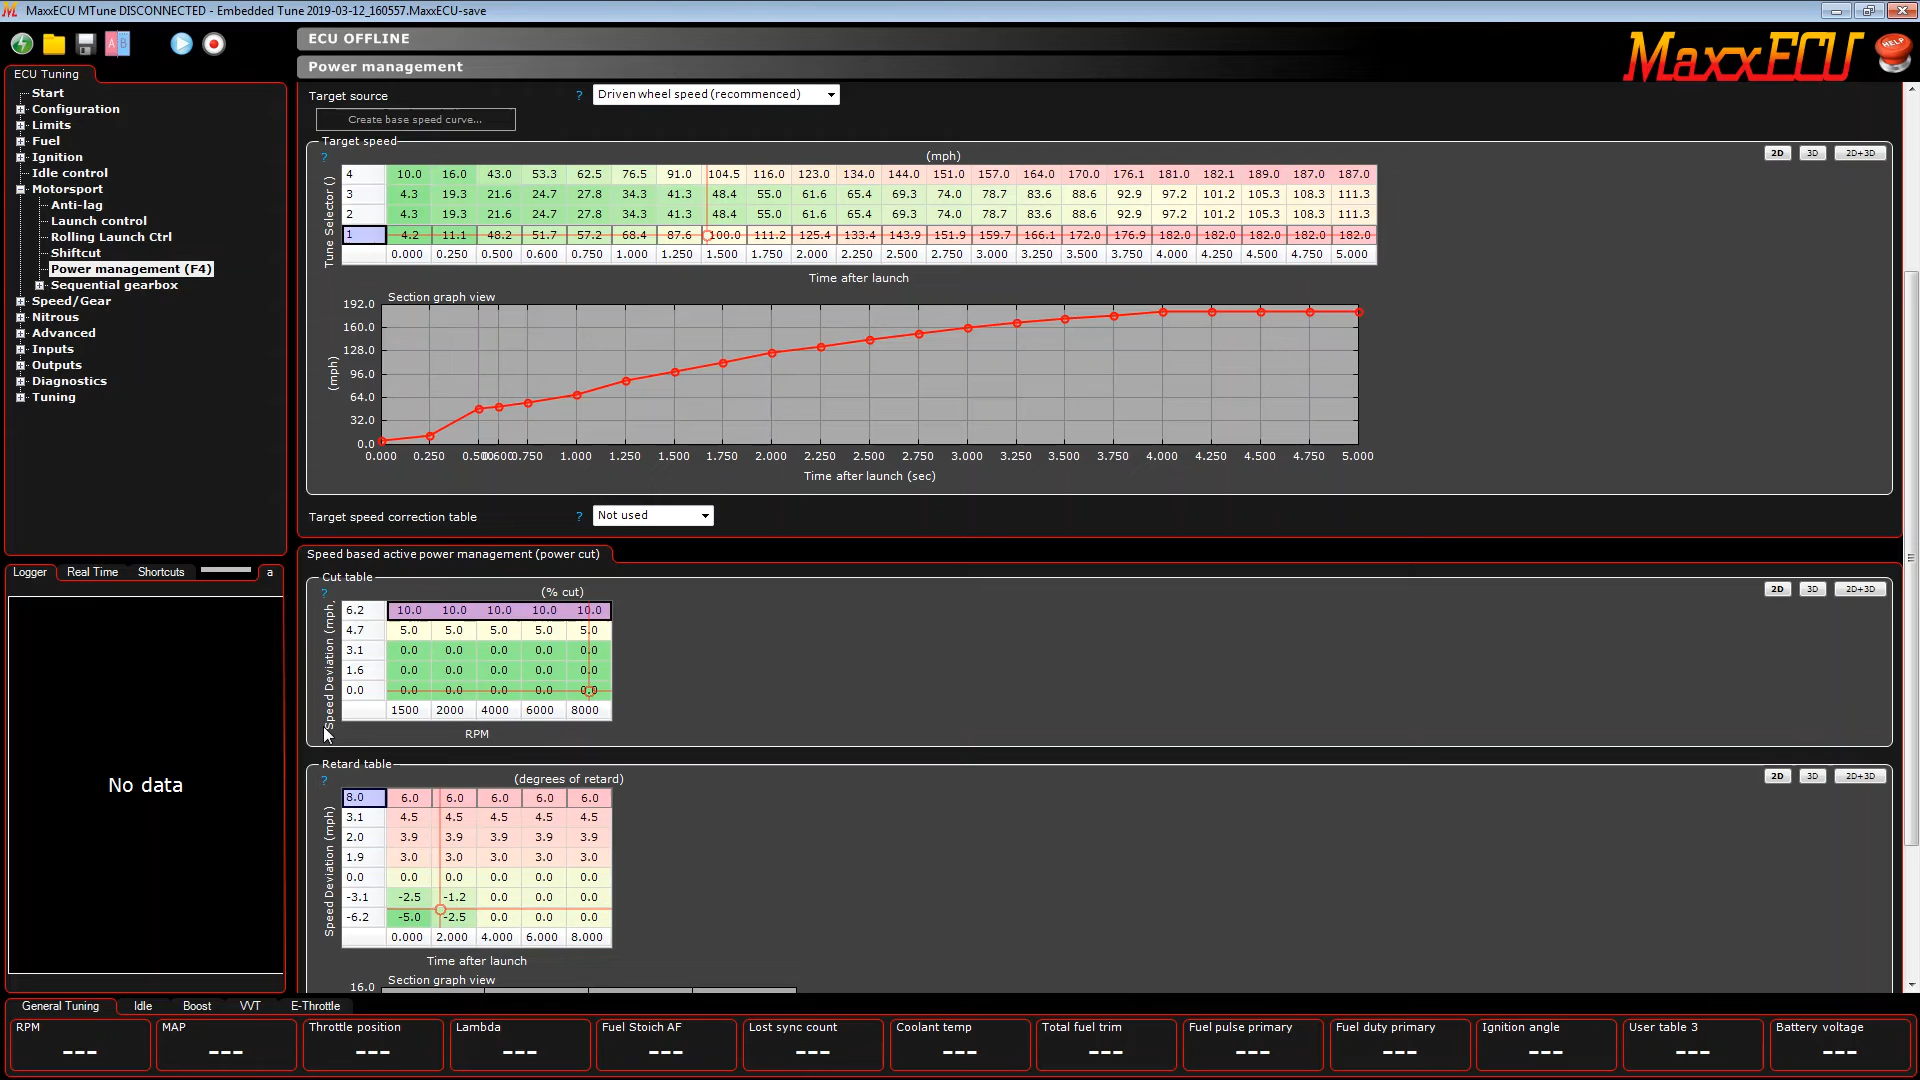 MaxxECU MTune DISCONNECTED - Embedded Tune 2019-03-12_160557.MaxxECU-save
A B
ECU OFFLINE
Power management
MaxxECU
HELP
ECU Tuning
Start
Configuration
Limits
Fuel
Ignition
Idle control
Motorsport
Anti-lag
Launch control
Rolling Launch Ctrl
Shiftcut
Power management (F4)
Sequential gearbox
Speed/Gear
Nitrous
Advanced
Inputs
Outputs
Diagnostics
Tuning
Target source ? Driven wheel speed (recommenced)
Create base speed curve...
Target speed
? (mph) 2D 3D 2D+3D
Tune Selector ()
4 10.0 16.0 43.0 53.3 62.5 76.5 91.0 104.5 116.0 123.0 134.0 144.0 151.0 157.0 164.0 170.0 176.1 181.0 182.1 189.0 187.0 187.0
3 4.3 19.3 21.6 24.7 27.8 34.3 41.3 48.4 55.0 61.6 65.4 69.3 74.0 78.7 83.6 88.6 92.9 97.2 101.2 105.3 108.3 111.3
2 4.3 19.3 21.6 24.7 27.8 34.3 41.3 48.4 55.0 61.6 65.4 69.3 74.0 78.7 83.6 88.6 92.9 97.2 101.2 105.3 108.3 111.3
1 4.2 11.1 48.2 51.7 57.2 68.4 87.6 100.0 111.2 125.4 133.4 143.9 151.9 159.7 166.1 172.0 176.9 182.0 182.0 182.0 182.0 182.0
0.000 0.250 0.500 0.600 0.750 1.000 1.250 1.500 1.750 2.000 2.250 2.500 2.750 3.000 3.250 3.500 3.750 4.000 4.250 4.500 4.750 5.000
Time after launch
Section graph view
(mph)
192.0
160.0
128.0
96.0
64.0
32.0
0.0
0.000 0.250 0.500 0.600 0.750 1.000 1.250 1.500 1.750 2.000 2.250 2.500 2.750 3.000 3.250 3.500 3.750 4.000 4.250 4.500 4.750 5.000
Time after launch (sec)
Target speed correction table ? Not used
Speed based active power management (power cut)
Cut table
? (% cut) 2D 3D 2D+3D
Speed Deviation (mph)
6.2 10.0 10.0 10.0 10.0 10.0
4.7 5.0 5.0 5.0 5.0 5.0
3.1 0.0 0.0 0.0 0.0 0.0
1.6 0.0 0.0 0.0 0.0 0.0
0.0 0.0 0.0 0.0 0.0 0.0
1500 2000 4000 6000 8000
RPM
Retard table
? (degrees of retard) 2D 3D 2D+3D
Speed Deviation (mph)
8.0 6.0 6.0 6.0 6.0 6.0
3.1 4.5 4.5 4.5 4.5 4.5
2.0 3.9 3.9 3.9 3.9 3.9
1.9 3.0 3.0 3.0 3.0 3.0
0.0 0.0 0.0 0.0 0.0 0.0
-3.1 -2.5 -1.2 0.0 0.0 0.0
-6.2 -5.0 -2.5 0.0 0.0 0.0
0.000 2.000 4.000 6.000 8.000
Time after launch
Section graph view
16.0
Logger Real Time Shortcuts a
No data
General Tuning Idle Boost VVT E-Throttle
RPM MAP Throttle position Lambda Fuel Stoich AF Lost sync count Coolant temp Total fuel trim Fuel pulse primary Fuel duty primary Ignition angle User table 3 Battery voltage
--- --- --- --- --- --- --- --- --- --- --- --- ---